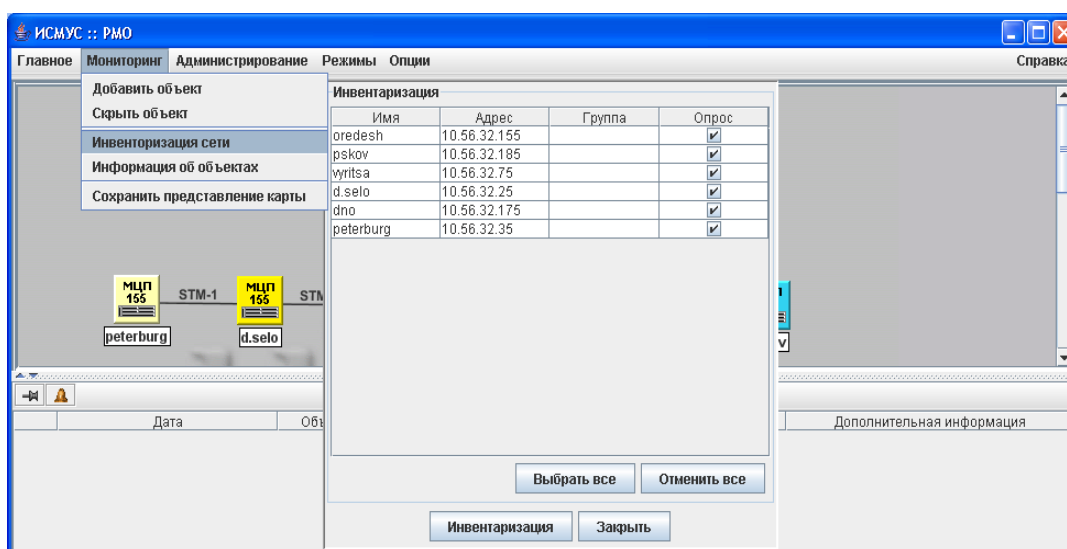 ИСМУС :: РМО
Главное Мониторинг Администрирование Режимы Опции Справка
Добавить объект
Скрыть объект
Инвенторизация сети
Информация об объектах
Сохранить представление карты
Инвентаризация
Имя Адрес Группа Опрос
oredesh 10.56.32.155
pskov 10.56.32.185
vyritsa 10.56.32.75
d.selo 10.56.32.25
dno 10.56.32.175
peterburg 10.56.32.35
МЦП 155 STM-1 МЦП 155 STM
peterburg d.selo v
Дата Объ Дополнительная информация
Выбрать все Отменить все
Инвентаризация Закрыть